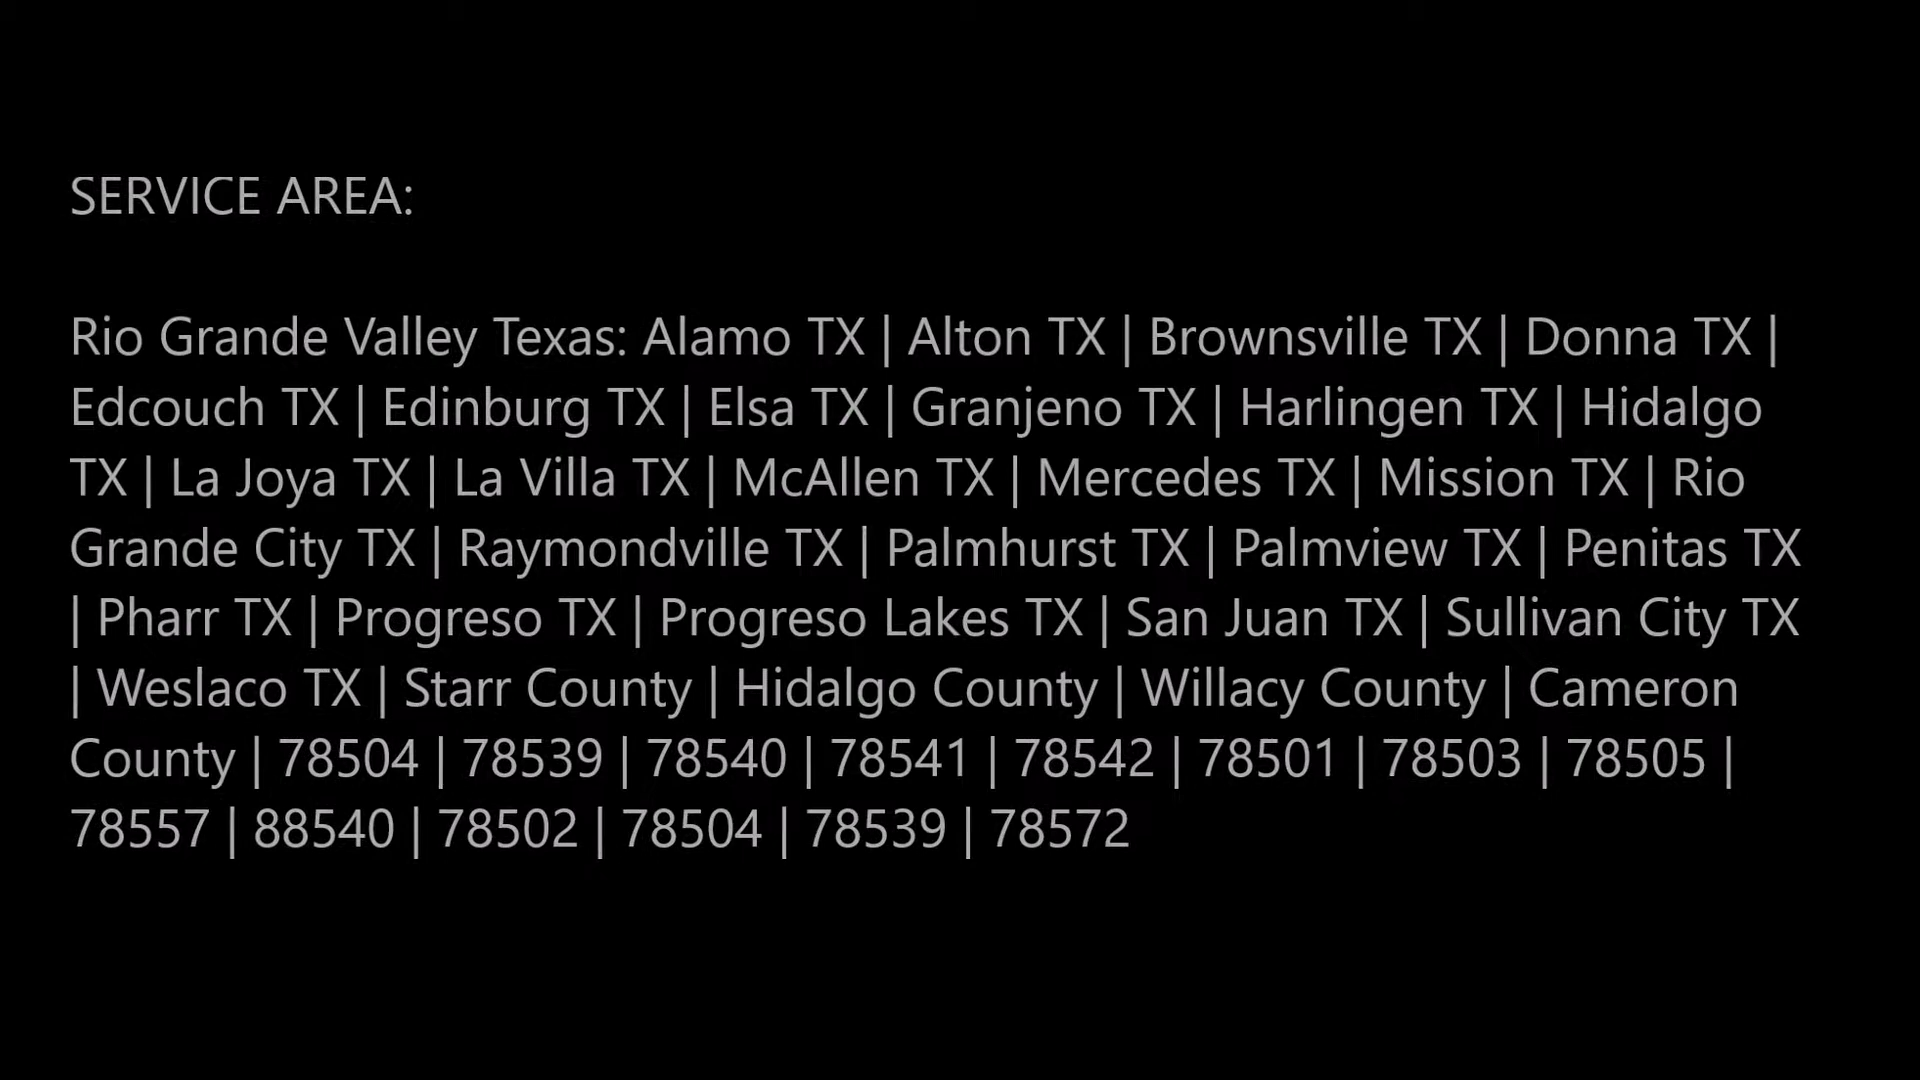 SERVICE AREA:
Rio Grande Valley Texas: Alamo TX | Alton TX | Brownsville TX | Donna TX |
Edcouch TX | Edinburg TX | Elsa TX | Granjeno TX | Harlingen TX | Hidalgo
TX | La Joya TX | La Villa TX | McAllen TX | Mercedes TX | Mission TX | Rio
Grande City TX | Raymondville TX | Palmhurst TX | Palmview TX | Penitas TX
| Pharr TX | Progreso TX | Progreso Lakes TX | San Juan TX | Sullivan City TX
| Weslaco TX | Starr County | Hidalgo County | Willacy County | Cameron
County | 78504 | 78539 | 78540 | 78541 | 78542 | 78501 | 78503 | 78505 |
78557 | 88540 | 78502 | 78504 | 78539 | 78572